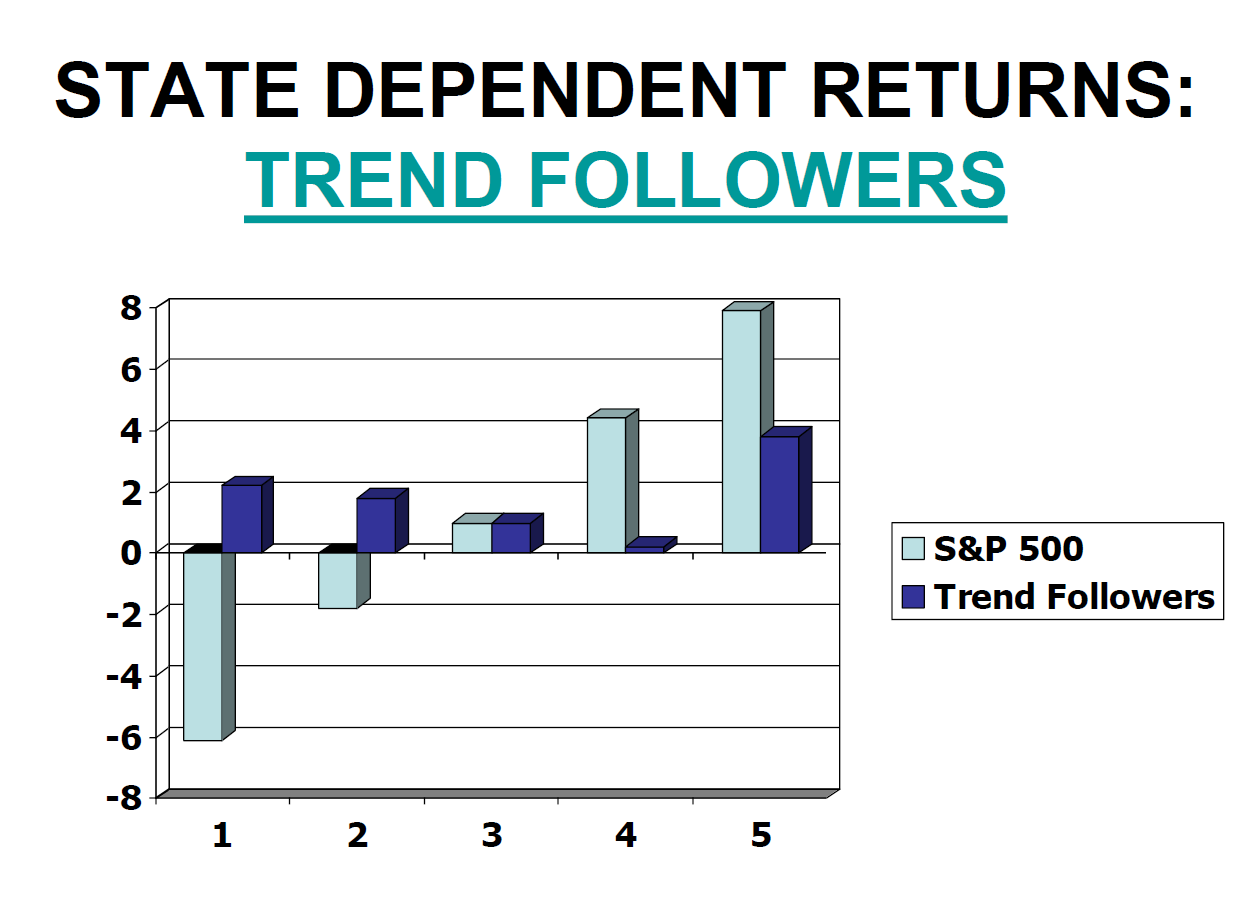 STATE DEPENDENT RETURNS:
TREND FOLLOWERS
8
6
4
2
0
-2
-4
-6
-8
1 2 3 4 5
S&P 500
Trend Followers